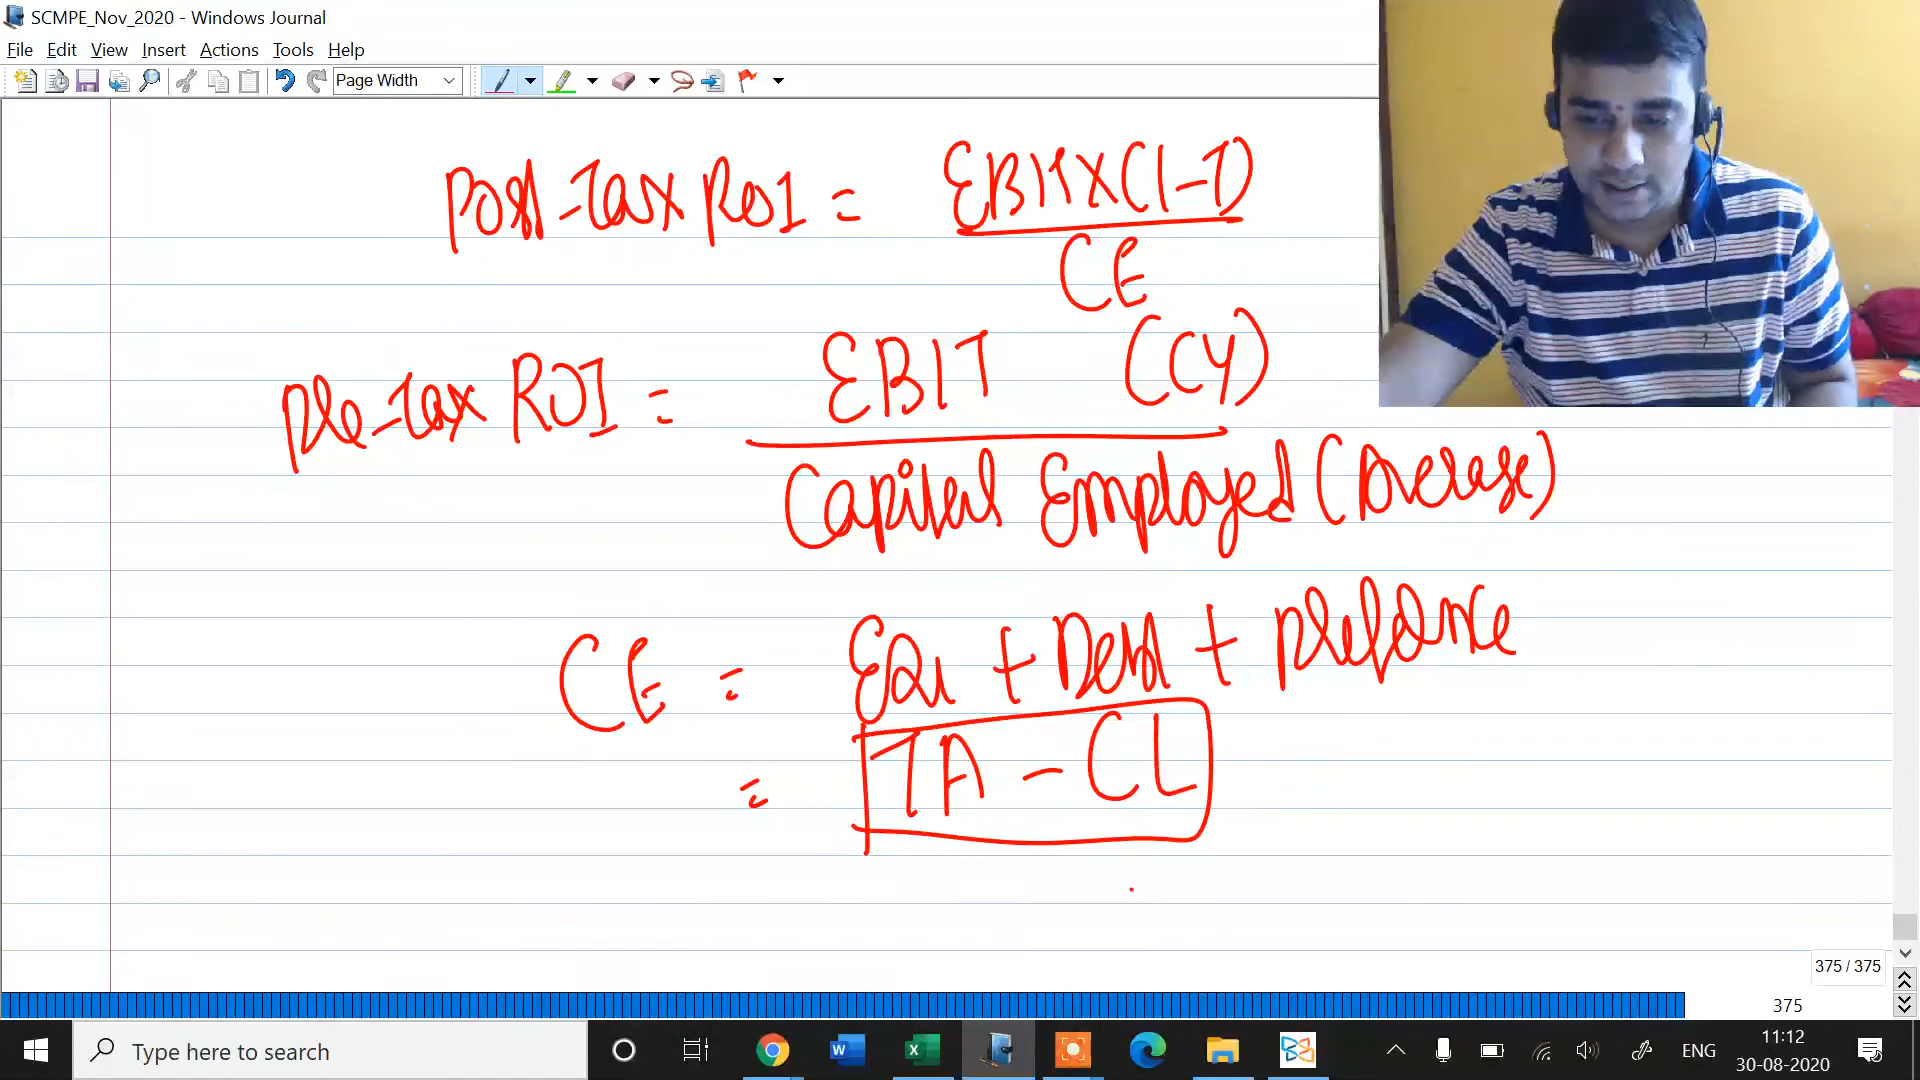 SCMPE_Nov_2020 - Windows Journal
File Edit View Insert Actions Tools Help
Page Width
Post-Tax ROI = EBIT X (1-T)
CE
Pre-Tax ROI = EBIT (CY)
Capital Employed (Average)
CE = EQu + Debt + Preference
= TA - CL
375 / 375
375
Type here to search
ENG
11:12
30-08-2020